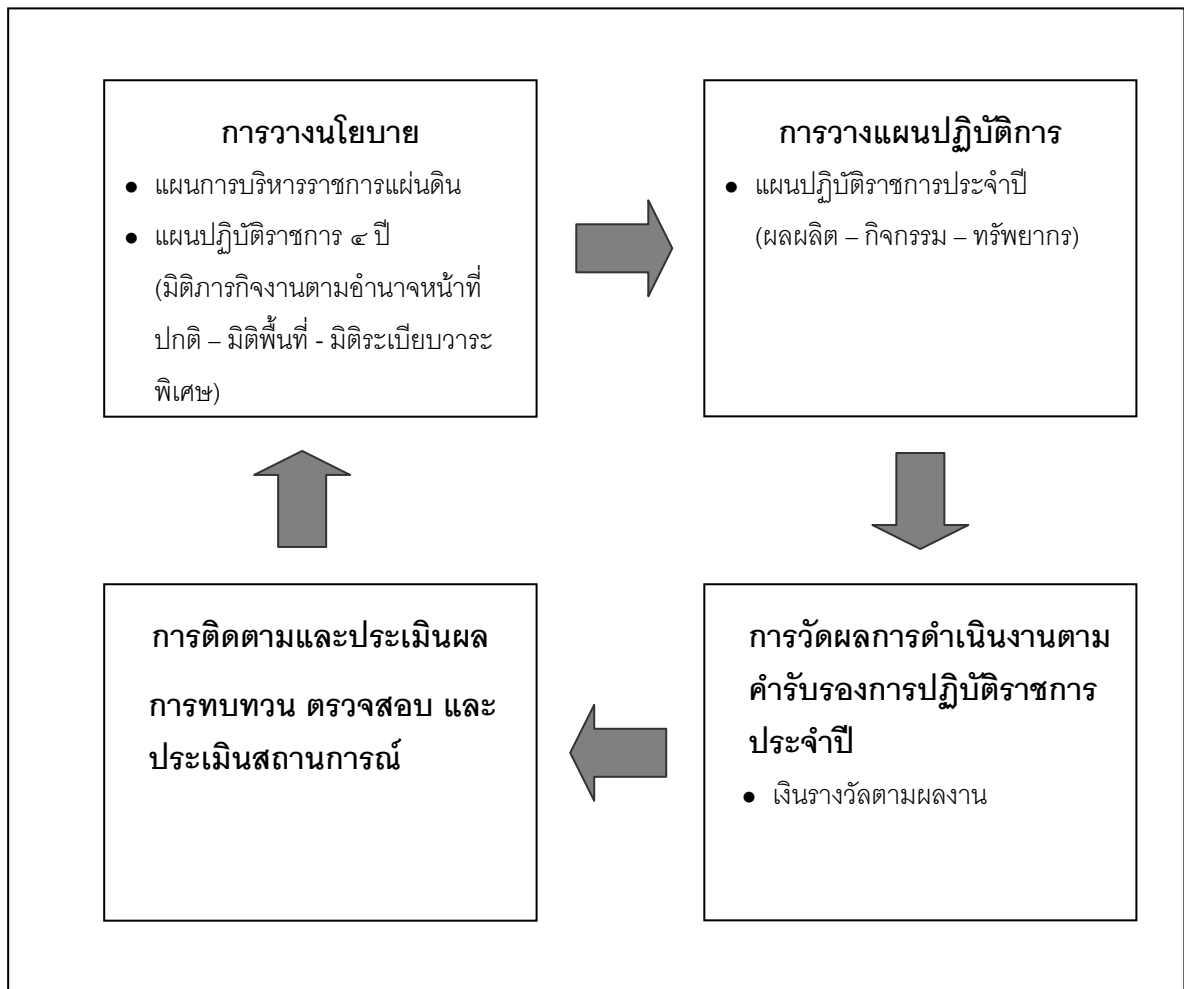 การวางนโยบาย
● แผนการบริหารราชการแผ่นดิน
● แผนปฏิบัติราชการ ๔ ปี
(มิติภารกิจงานตามอำนาจหน้าที่
ปกติ – มิติพื้นที่ - มิติระเบียบวาระ
พิเศษ)
การวางแผนปฏิบัติการ
● แผนปฏิบัติราชการประจำปี
(ผลผลิต – กิจกรรม – ทรัพยากร)
การติดตามและประเมินผล
การทบทวน ตรวจสอบ และ
ประเมินสถานการณ์
การวัดผลการดำเนินงานตาม
คำรับรองการปฏิบัติราชการ
ประจำปี
● เงินรางวัลตามผลงาน